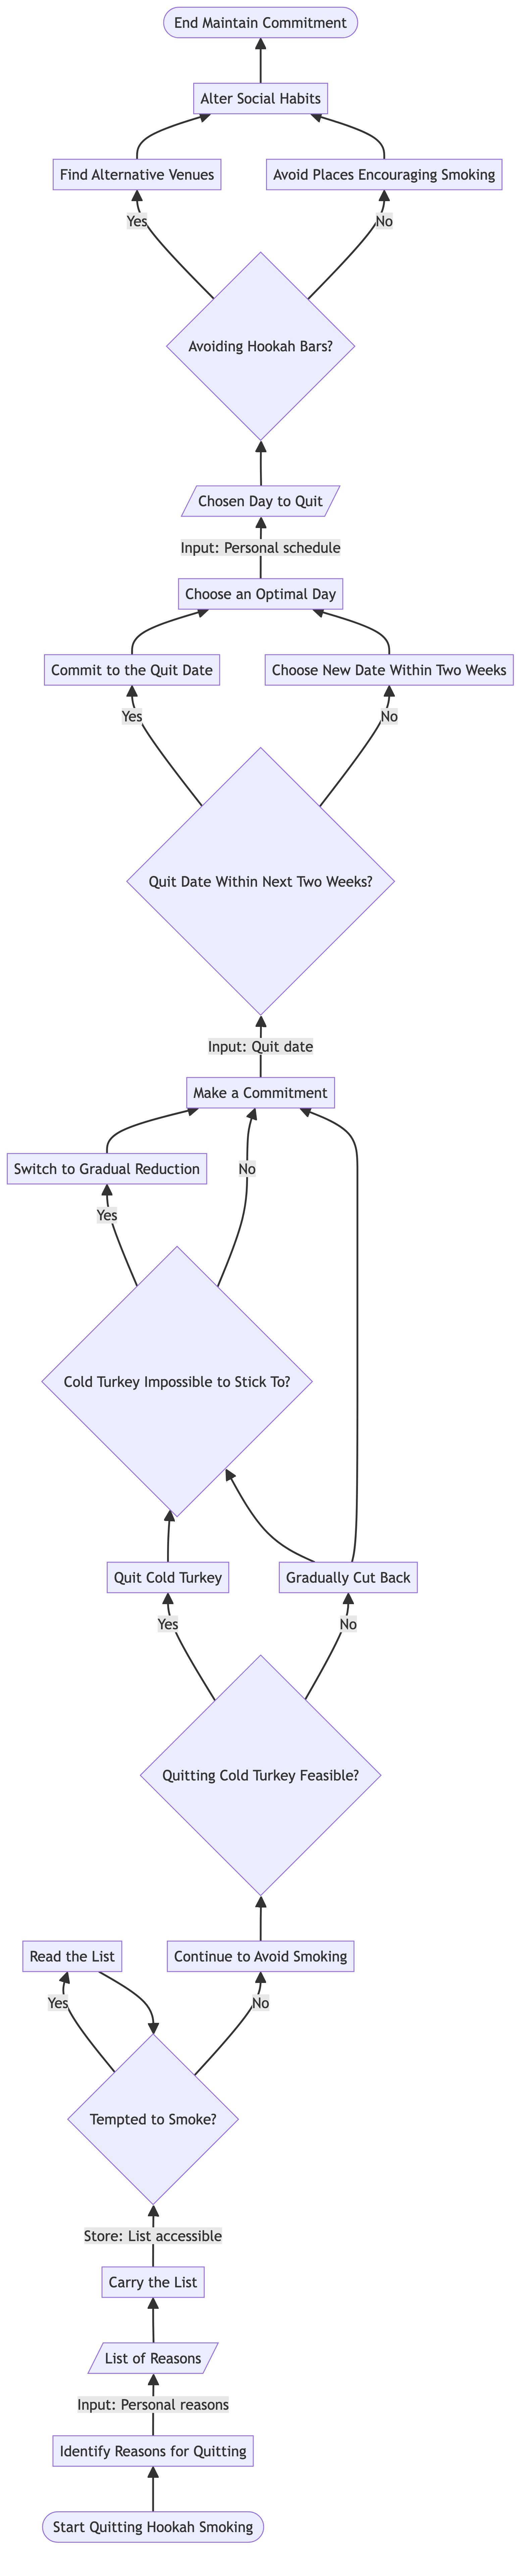 End Maintain Commitment
Alter Social Habits
Find Alternative Venues
Avoid Places Encouraging Smoking
Yes
No
Avoiding Hookah Bars?
Chosen Day to Quit
Input: Personal schedule
Choose an Optimal Day
Commit to the Quit Date
Choose New Date Within Two Weeks
Yes
No
Quit Date Within Next Two Weeks?
Input: Quit date
Make a Commitment
Switch to Gradual Reduction
No
Yes
Cold Turkey Impossible to Stick To?
Quit Cold Turkey
Gradually Cut Back
Yes
No
Quitting Cold Turkey Feasible?
Read the List
Continue to Avoid Smoking
Yes
No
Tempted to Smoke?
Store: List accessible
Carry the List
List of Reasons
Input: Personal reasons
Identify Reasons for Quitting
Start Quitting Hookah Smoking